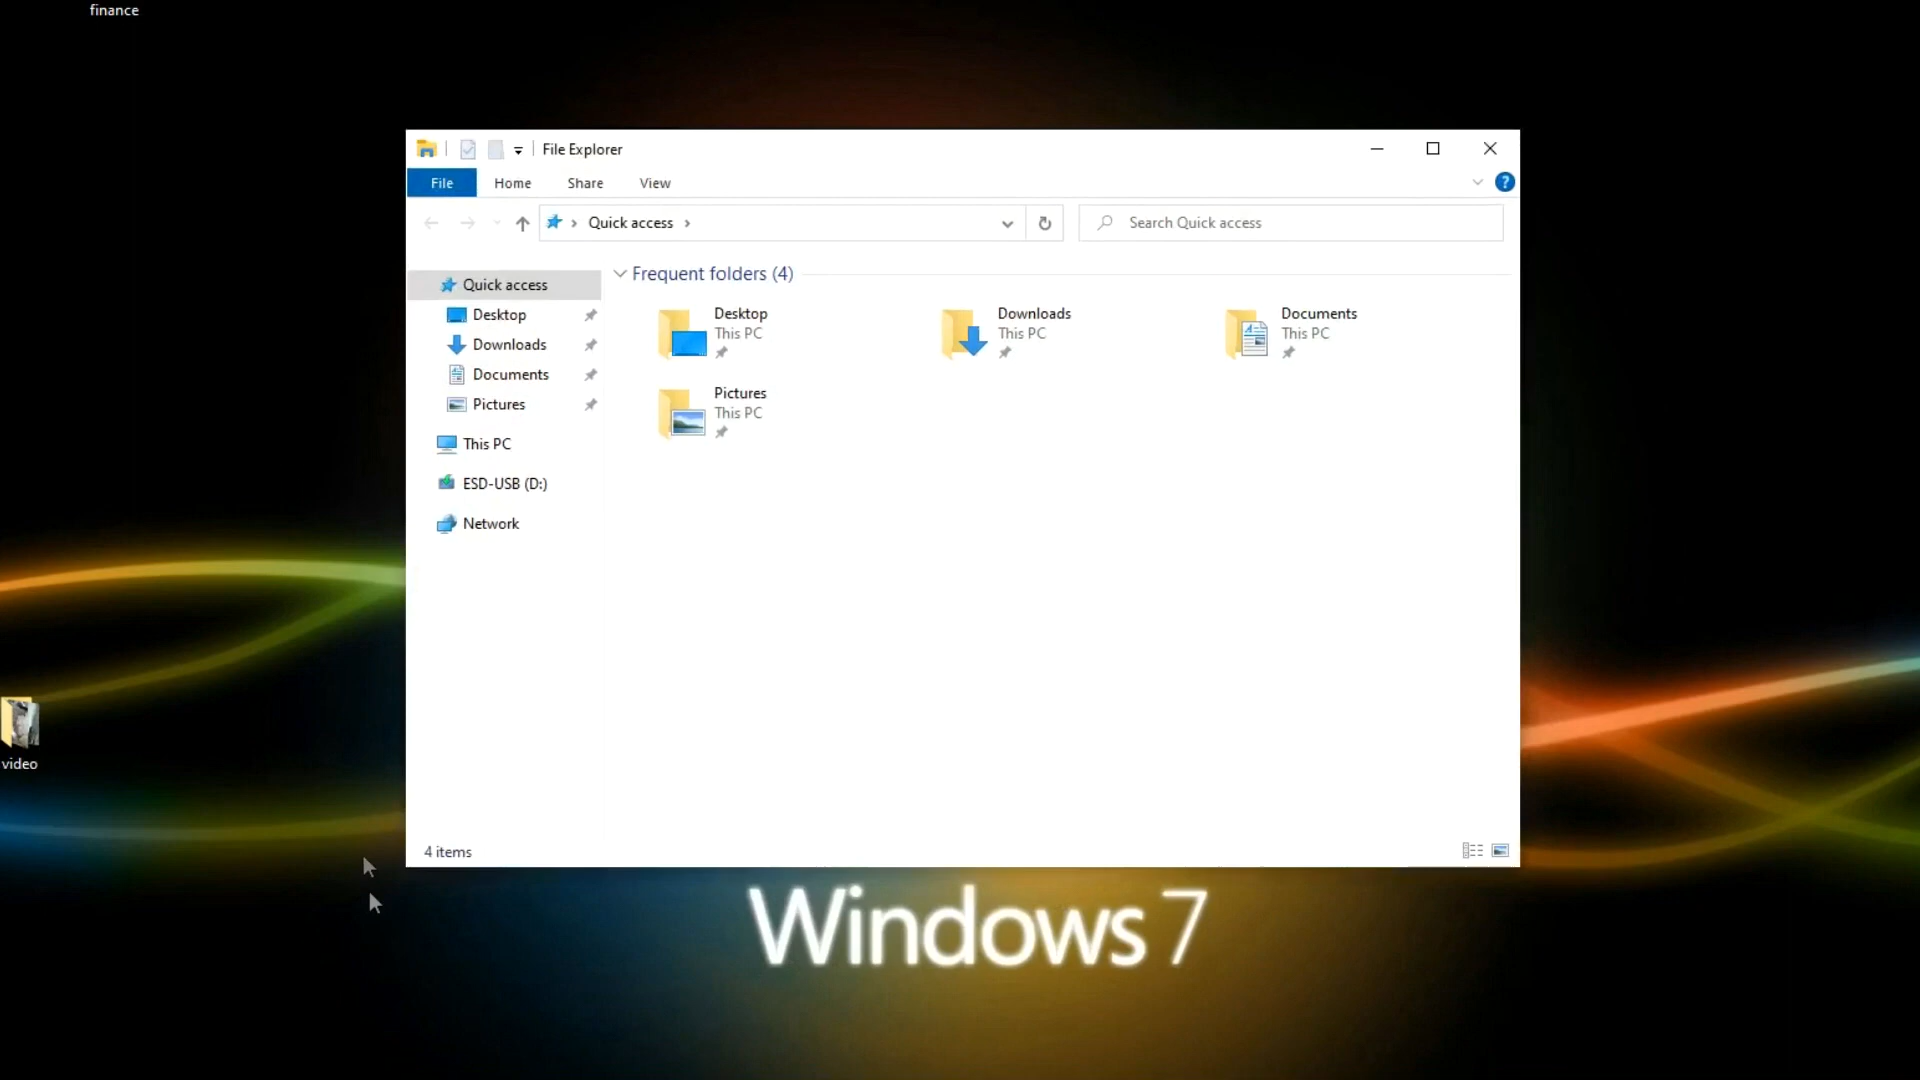 finance
File Explorer
File Home Share View
Quick access
Search Quick access
Quick access
Desktop
Downloads
Documents
Pictures
This PC
ESD-USB (D:)
Network
Frequent folders (4)
Desktop
This PC
Downloads
This PC
Documents
This PC
Pictures
This PC
video
4 items
Windows 7